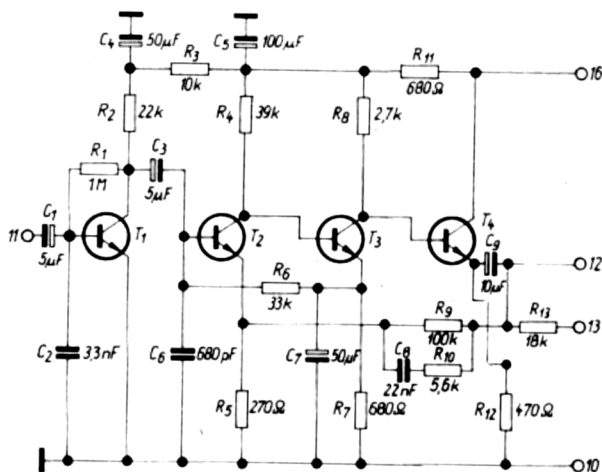 C4 50μF
C5 100μF
R3
10k
R11
680Ω
16
R2 22k
R4 39k
R8 2,7k
R1
1M
C3
5μF
C1
11
5μF
T1
T2
T3
T4
C9
10μF
12
R6
33k
R9
100k
R13
18k
13
C2 3,3nF
C6 680pF
C7 50μF
C8
22nF
R10
5,6k
R5 270Ω
R7 680Ω
R12 470Ω
10